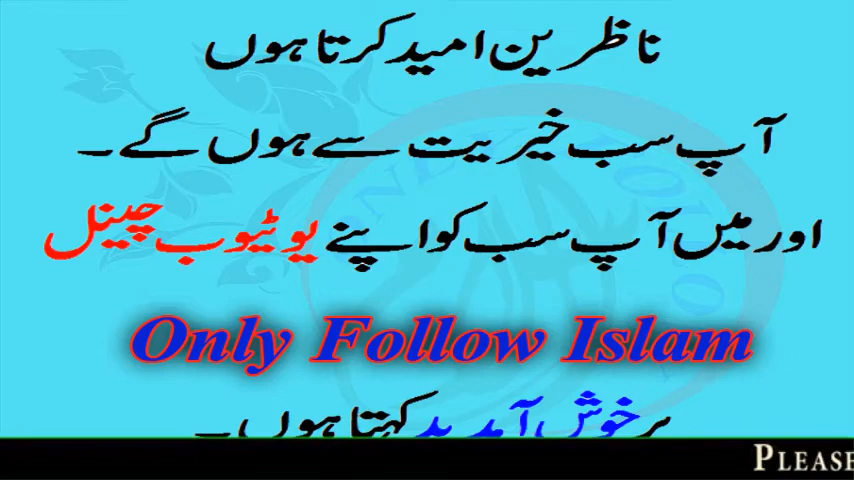 ناظرین امید کرتا ہوں
آپ سب خیریت سے ہوں گے۔
اور میں آپ سب کو اپنے یوٹیوب چینل
Only Follow Islam
پر خوش آمدید کہتا ہوں۔
PLEASE